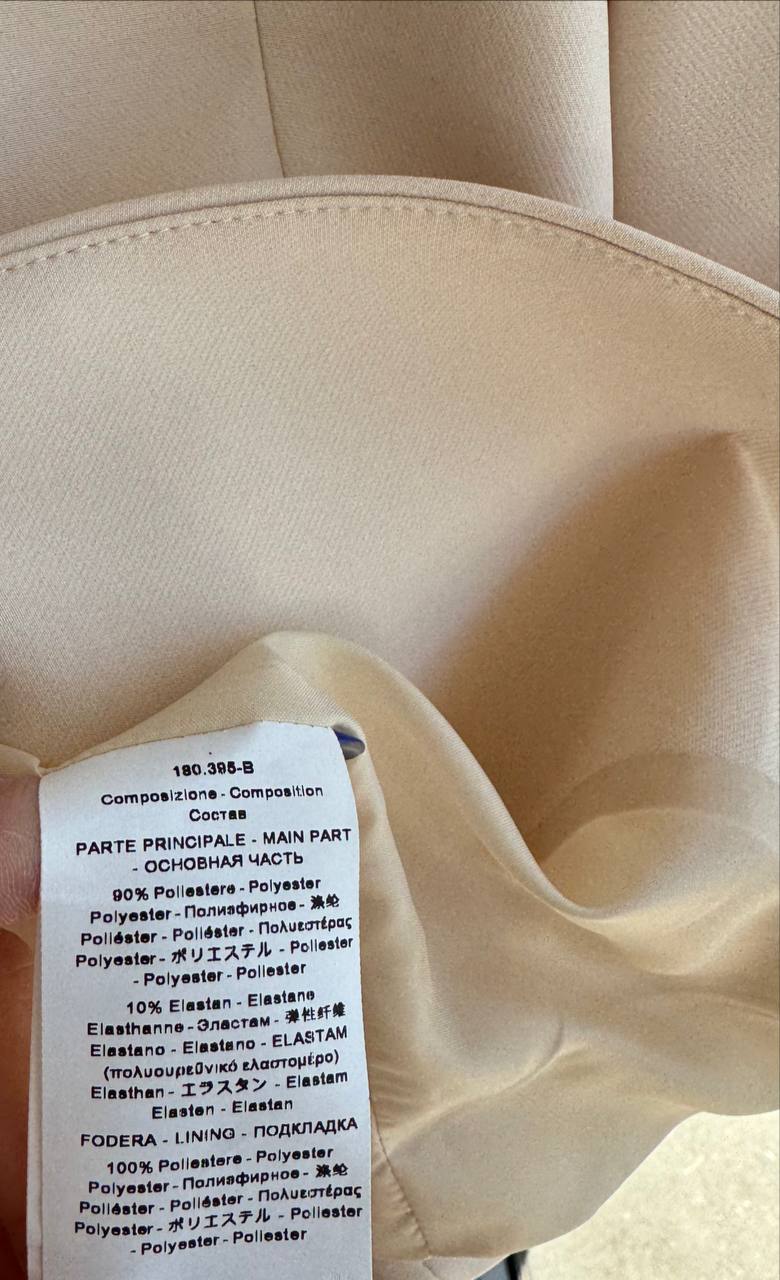 180.395-B
Composizione - Composition
Состав
PARTE PRINCIPALE - MAIN PART
- ОСНОВНАЯ ЧАСТЬ
90% Poliestere - Polyester
Polyester - Полиэфирное - 涤纶
Poliéster - Poliéster - Πολυεστέρας
Polyester - ポリエステル - Poliester
- Polyester - Poliester
10% Elastan - Elastane
Elasthanne - Эластам - 弹性纤维
Elastano - Elastano - ELASTAM
(πολυουρεθνικό ελαστομέρο)
Elasthan - エラスタン - Elastam
Elasten - Elastan
FODERA - LINING - ПОДКЛАДКА
100% Poliestere - Polyester
Polyester - Полиэфирное - 涤纶
Poliéster - Poliéster - Πολυεστέρας
Polyester - ポリエステル - Poliester
- Polyester - Poliester